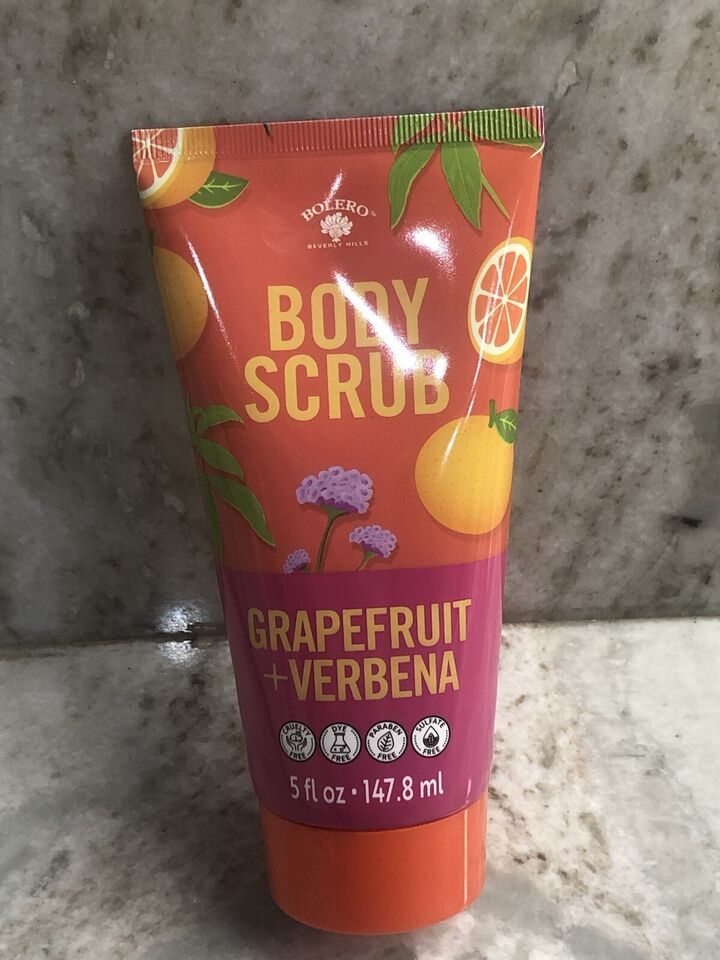 BOLERO™
BEVERLY HILLS
BODY
SCRUB
GRAPEFRUIT
+VERBENA
CRUELTY FREE
DYE FREE
PARABEN FREE
SULFATE FREE
5 fl oz • 147.8 ml